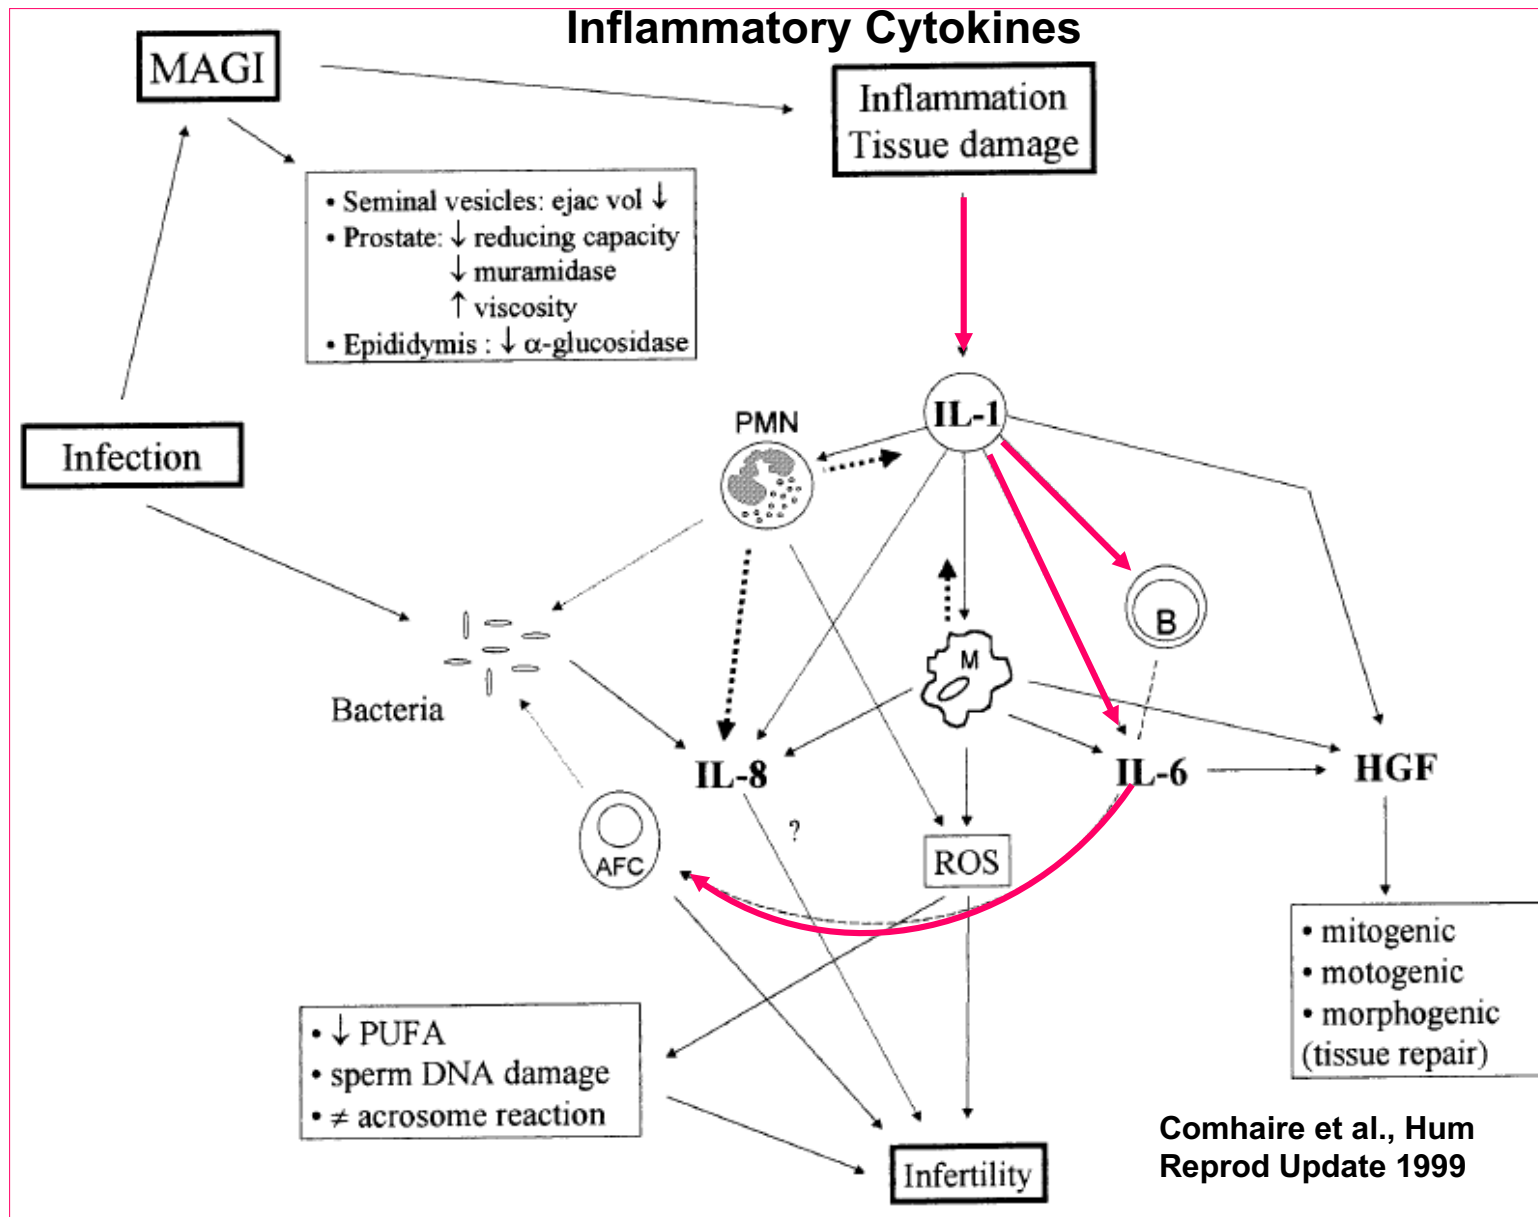 Inflammatory Cytokines
MAGI
Inflammation
Tissue damage
• Seminal vesicles: ejac vol ↓
• Prostate: ↓ reducing capacity
↓ muramidase
↑ viscosity
• Epididymis : ↓ α-glucosidase
IL-1
PMN
Infection
B
M
Bacteria
IL-8
IL-6
HGF
?
AFC
ROS
• mitogenic
• motogenic
• morphogenic
(tissue repair)
• ↓ PUFA
• sperm DNA damage
• ≠ acrosome reaction
Infertility
Comhaire et al., Hum
Reprod Update 1999